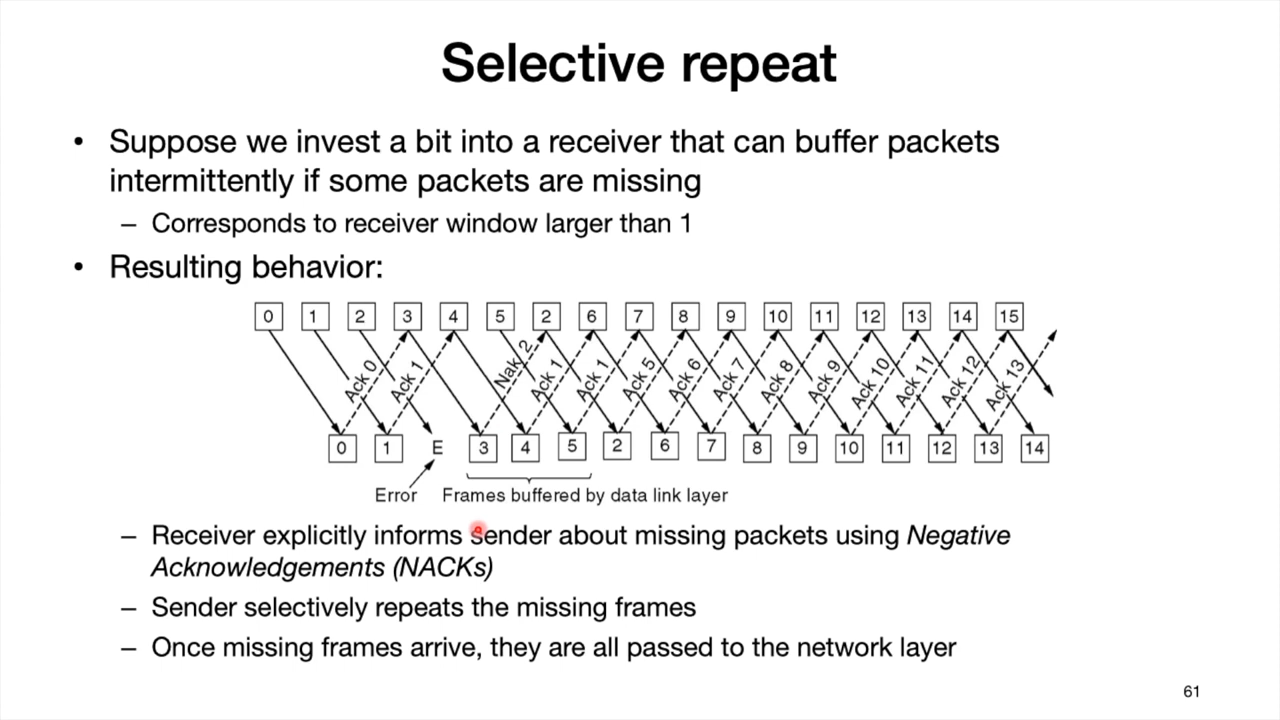 Selective repeat
• Suppose we invest a bit into a receiver that can buffer packets
intermittently if some packets are missing
– Corresponds to receiver window larger than 1
• Resulting behavior:
0 1 2 3 4 5 2 6 7 8 9 10 11 12 13 14 15
Ack 0 Ack 1 Nak 2 Ack 1 Ack 1 Ack 5 Ack 6 Ack 7 Ack 8 Ack 9 Ack 10 Ack 11 Ack 12 Ack 13
0 1 E 3 4 5 2 6 7 8 9 10 11 12 13 14
Error Frames buffered by data link layer
– Receiver explicitly informs sender about missing packets using Negative
Acknowledgements (NACKs)
– Sender selectively repeats the missing frames
– Once missing frames arrive, they are all passed to the network layer
61